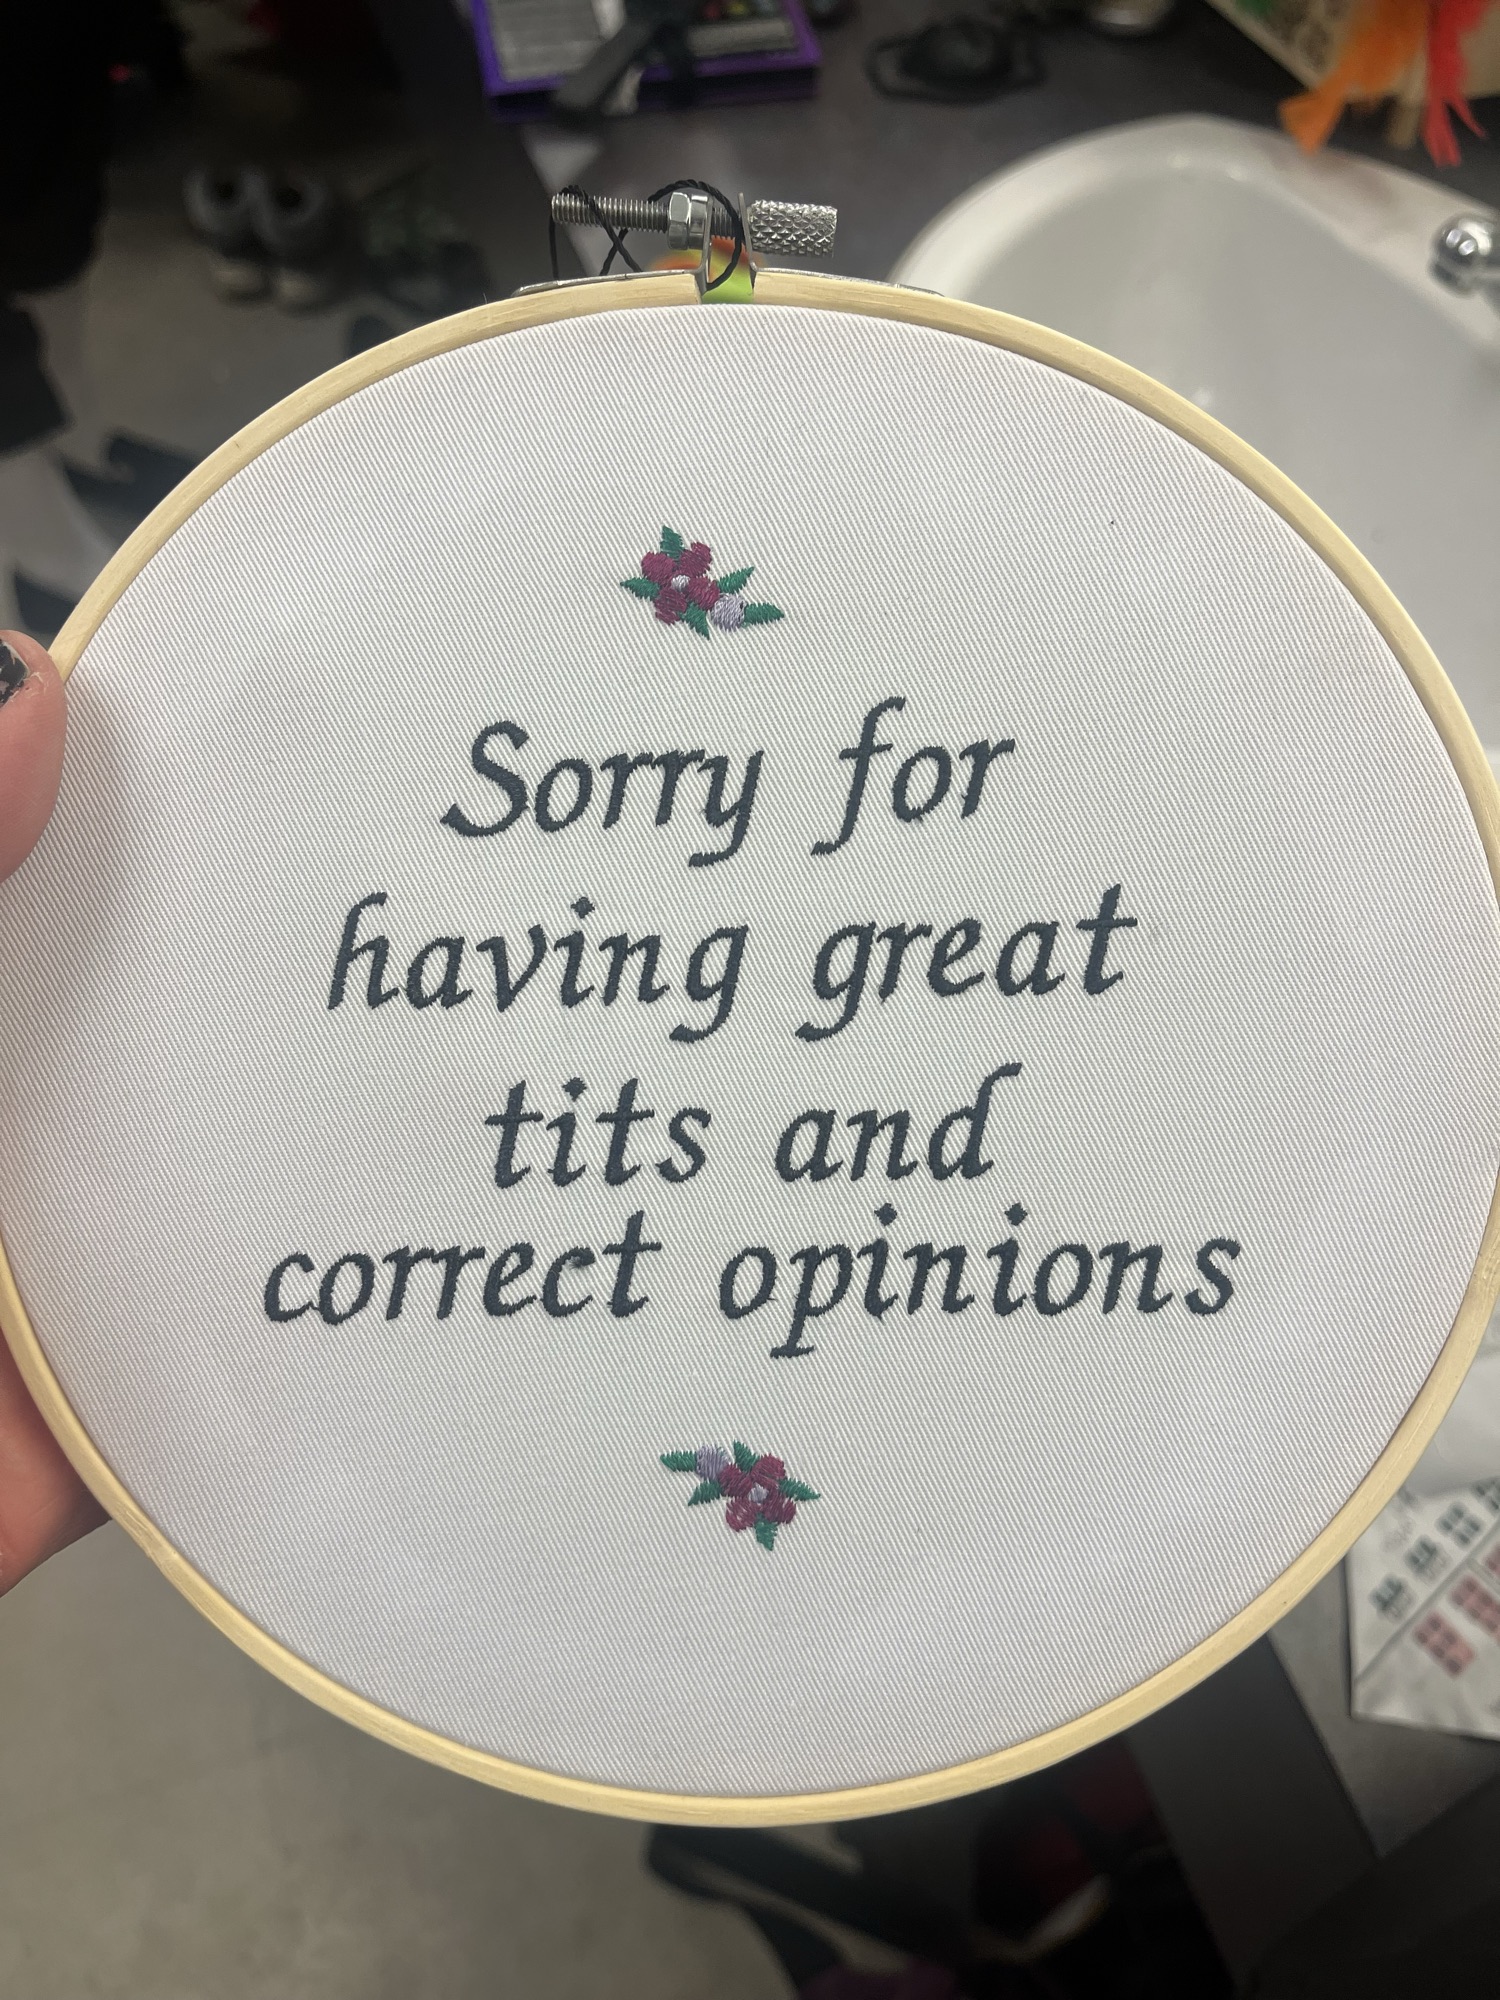 Sorry for
having great
tits and
correct opinions